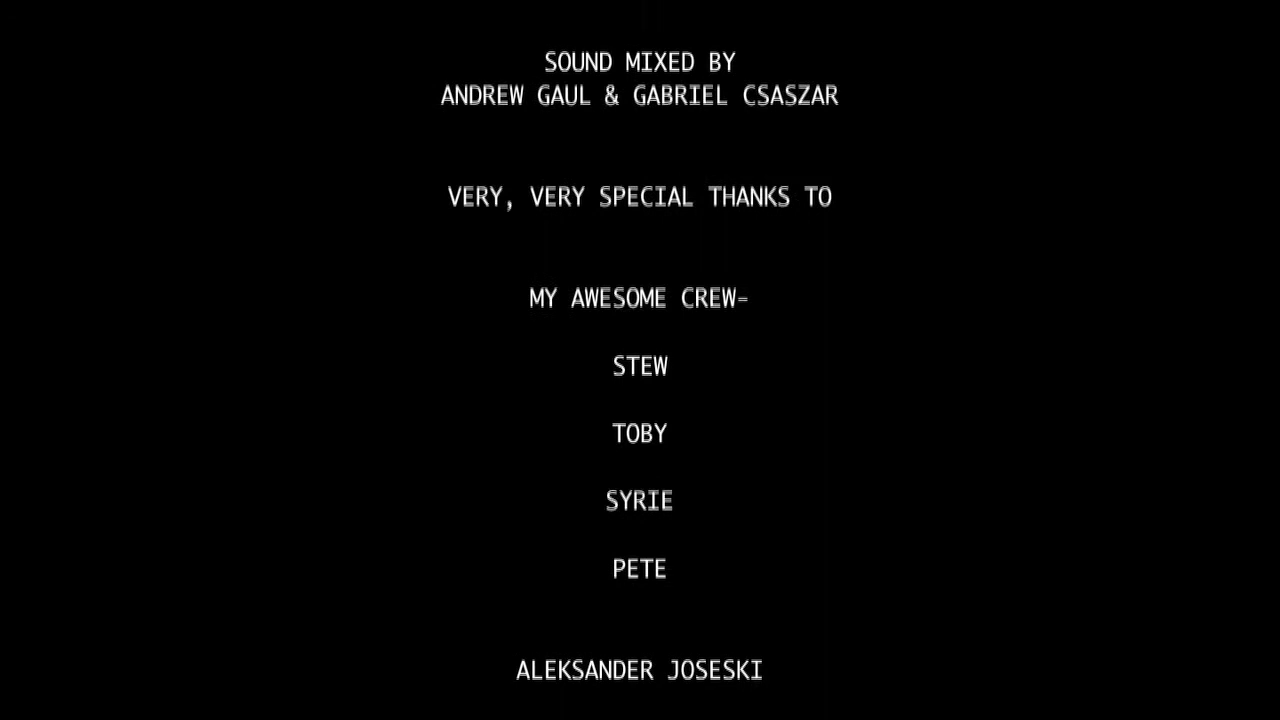 SOUND MIXED BY
ANDREW GAUL & GABRIEL CSASZAR
VERY, VERY SPECIAL THANKS TO
MY AWESOME CREW-
STEW
TOBY
SYRIE
PETE
ALEKSANDER JOSESKI